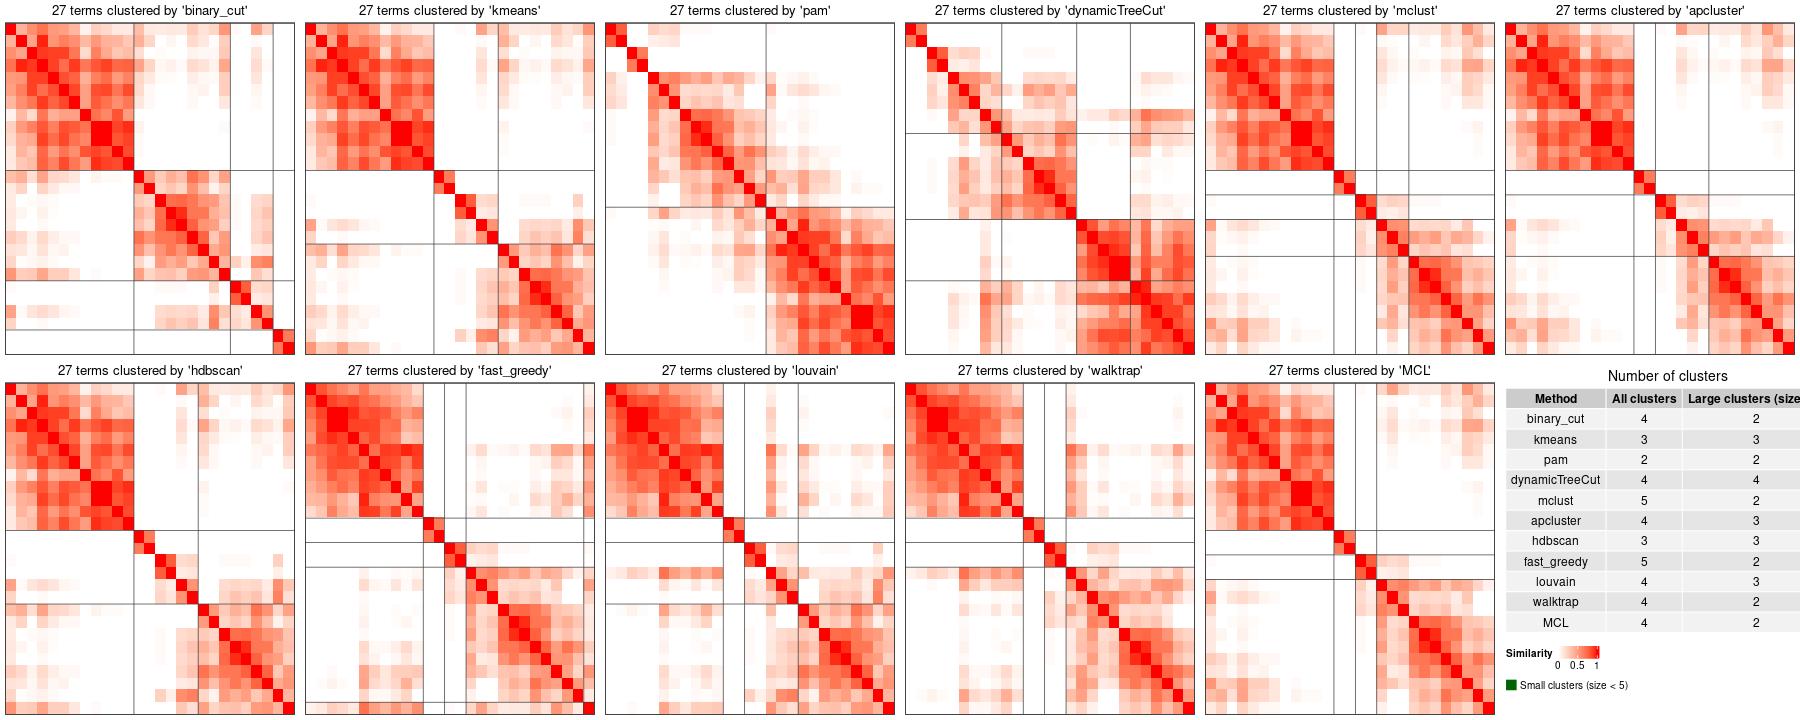 27 terms clustered by 'binary_cut'
27 terms clustered by 'kmeans'
27 terms clustered by 'pam'
27 terms clustered by 'dynamicTreeCut'
27 terms clustered by 'mclust'
27 terms clustered by 'apcluster'
27 terms clustered by 'hdbscan'
27 terms clustered by 'fast_greedy'
27 terms clustered by 'louvain'
27 terms clustered by 'walktrap'
27 terms clustered by 'MCL'
Number of clusters
Method All clusters Large clusters (size
binary_cut 4 2
kmeans 3 3
pam 2 2
dynamicTreeCut 4 4
mclust 5 2
apcluster 4 3
hdbscan 3 3
fast_greedy 5 2
louvain 4 3
walktrap 4 2
MCL 4 2
Similarity
0 0.5 1
Small clusters (size < 5)